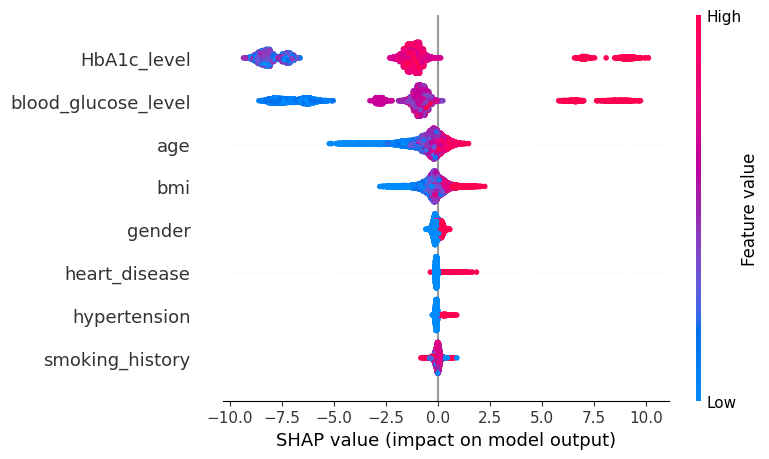 High
HbA1c_level
blood_glucose_level
age
bmi
gender
heart_disease
hypertension
smoking_history
Feature value
Low
−10.0 −7.5 −5.0 −2.5 0.0 2.5 5.0 7.5 10.0
SHAP value (impact on model output)